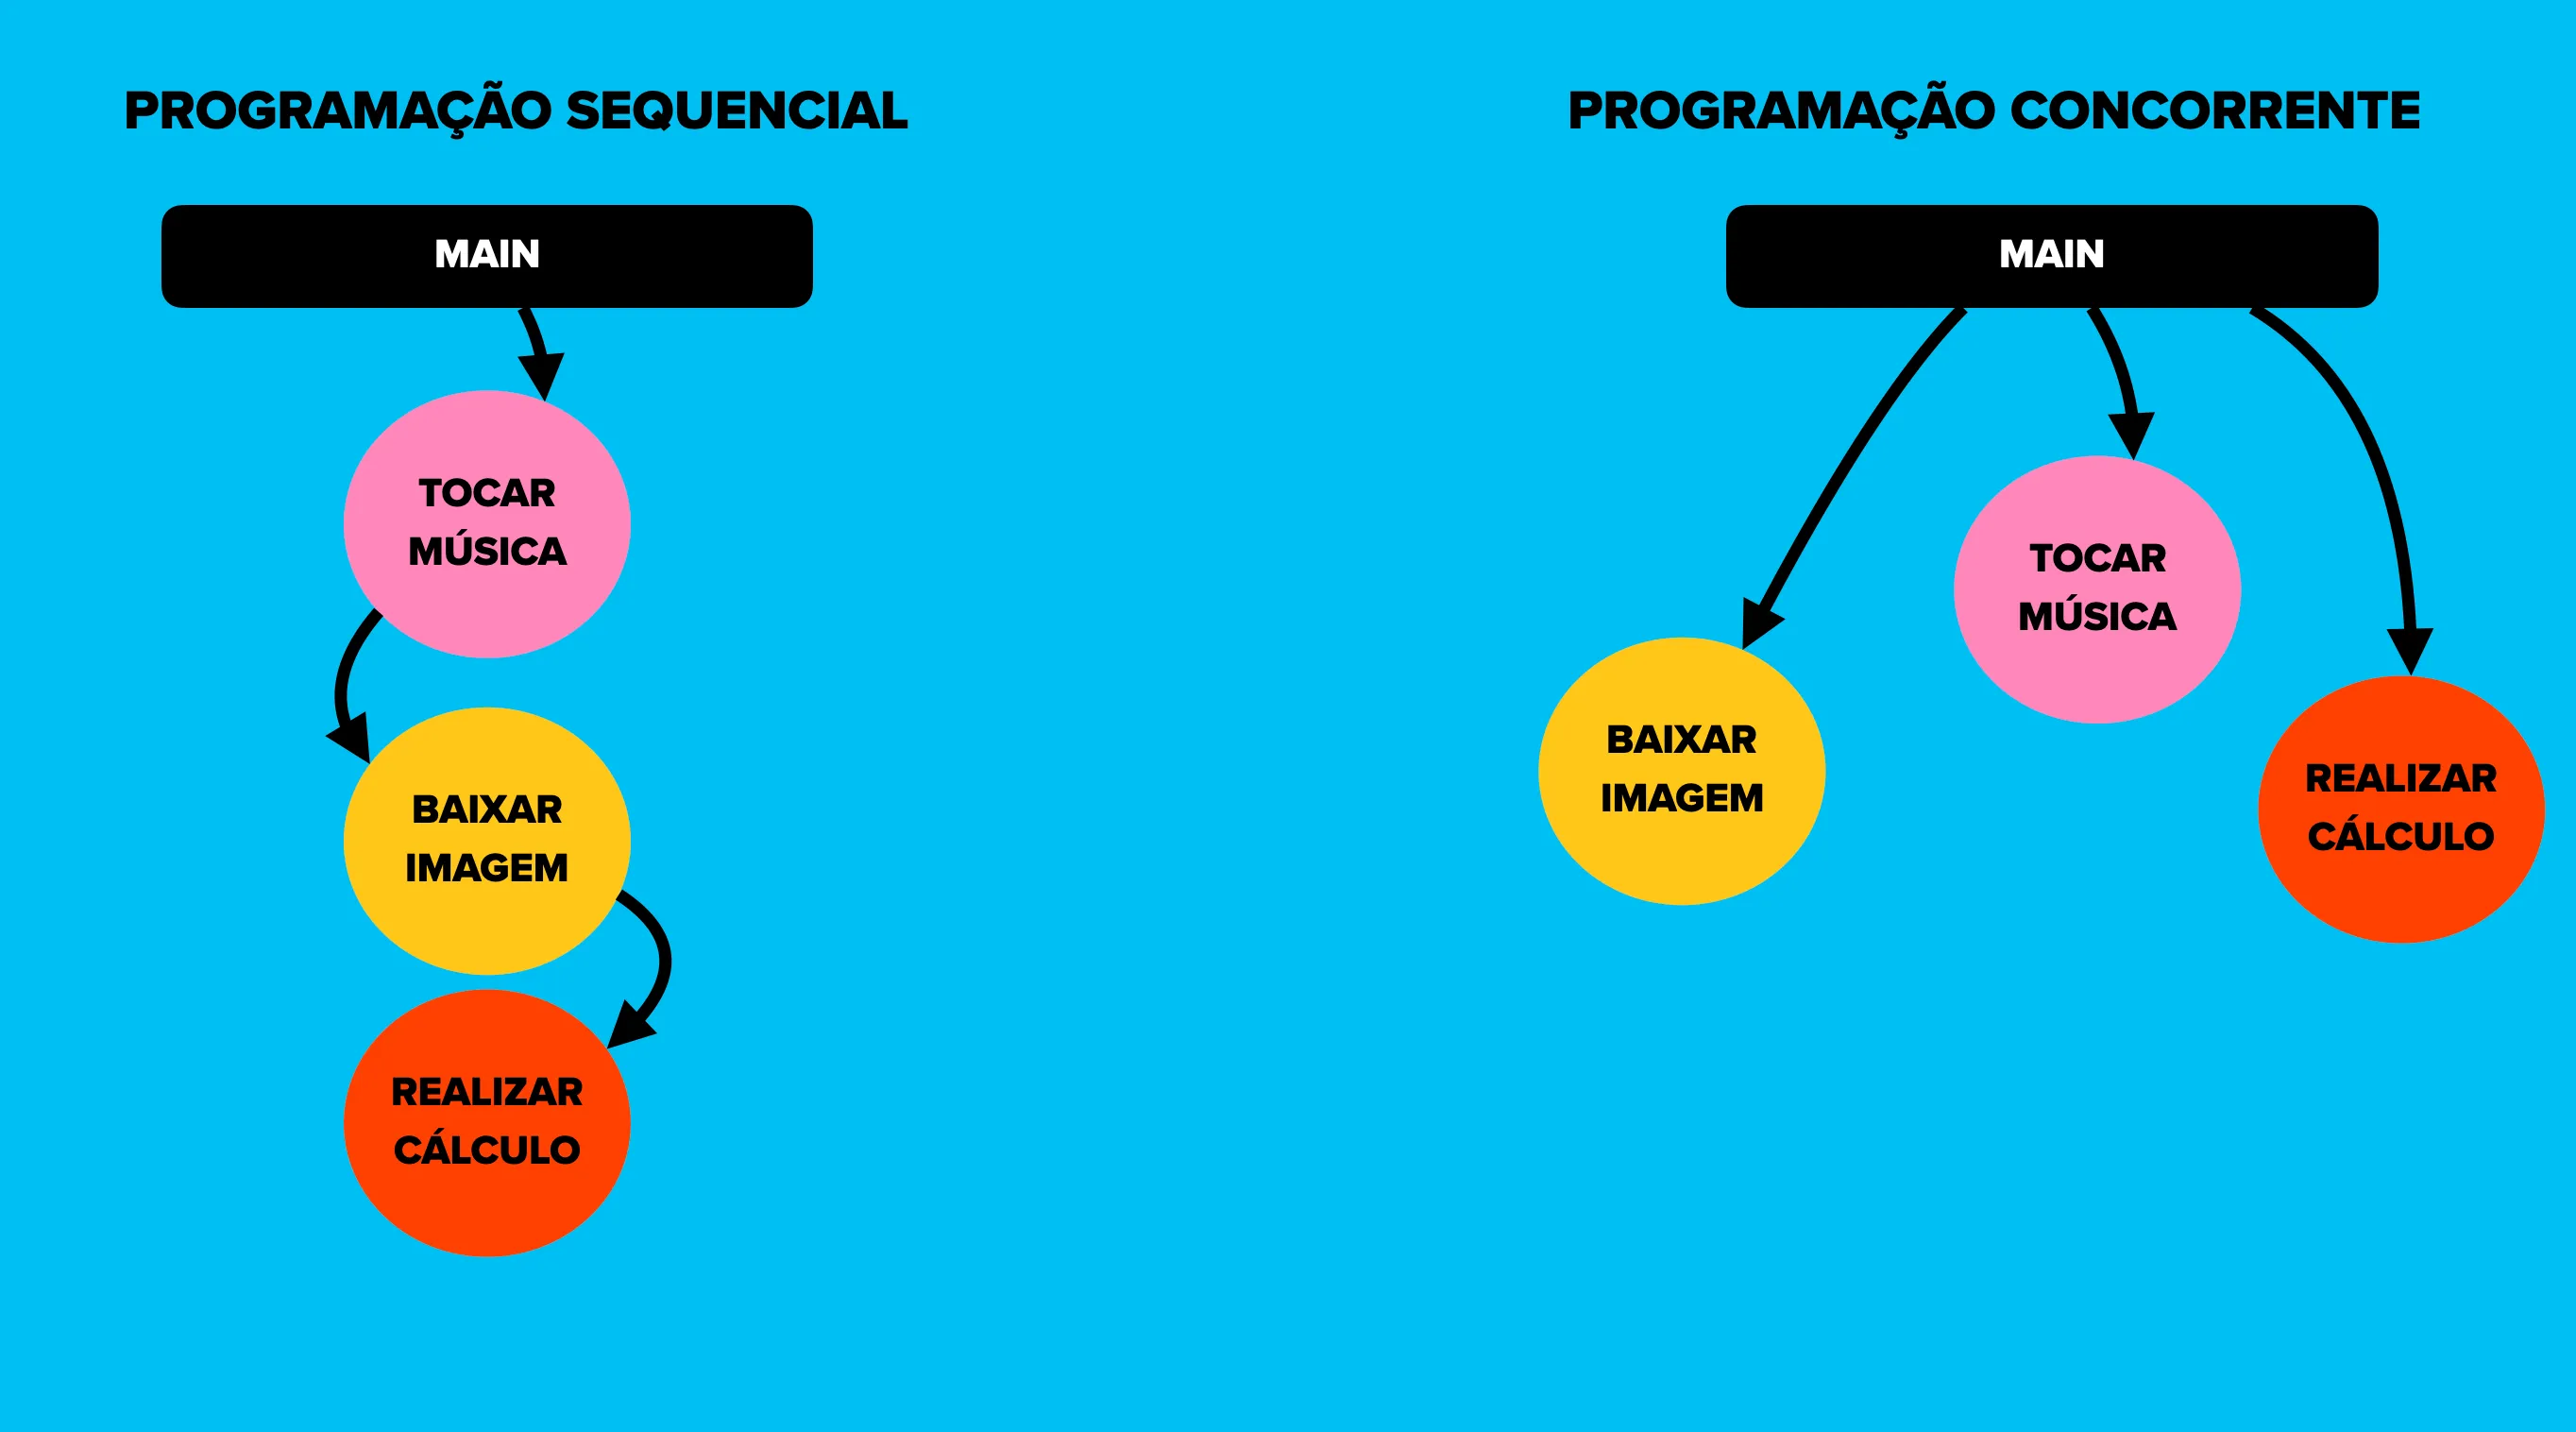 PROGRAMAÇÃO SEQUENCIAL
MAIN
TOCAR
MÚSICA
BAIXAR
IMAGEM
REALIZAR
CÁLCULO
PROGRAMAÇÃO CONCORRENTE
MAIN
BAIXAR
IMAGEM
TOCAR
MÚSICA
REALIZAR
CÁLCULO